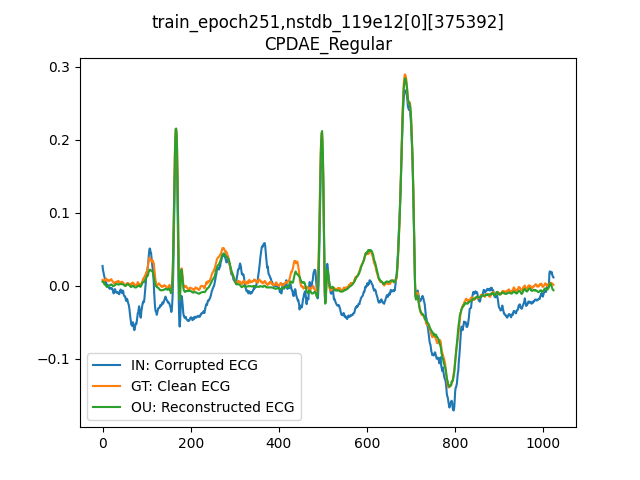 train_epoch251,nstdb_119e12[0][375392]
CPDAE_Regular
0.3
0.2
0.1
0.0
−0.1
IN: Corrupted ECG
GT: Clean ECG
OU: Reconstructed ECG
0 200 400 600 800 1000